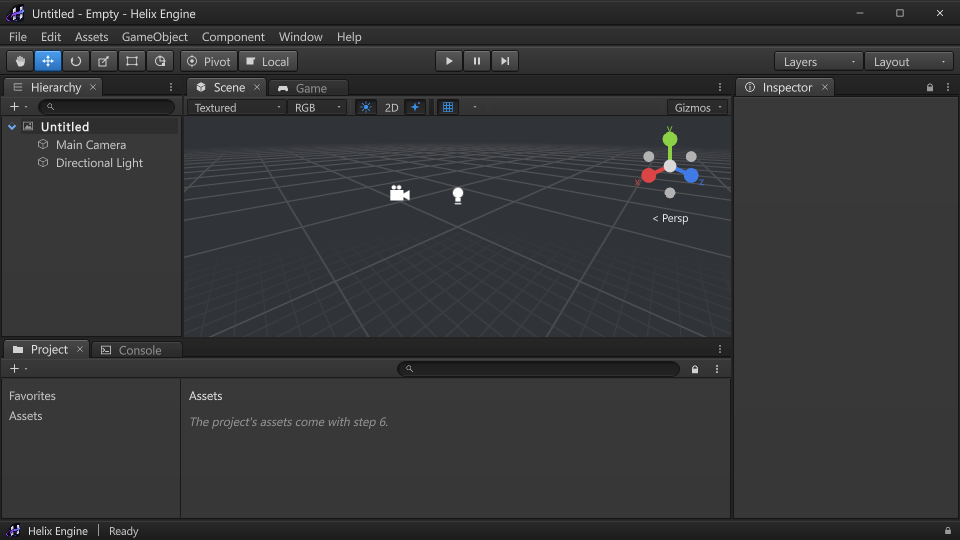 Untitled - Empty - Helix Engine
File Edit Assets GameObject Component Window Help
Pivot Local Layers Layout
Hierarchy Scene Game Inspector
Textured RGB 2D Gizmos
Untitled
Main Camera
Directional Light
y
x z
< Persp
Project Console
Favorites
Assets
Assets
The project's assets come with step 6.
Helix Engine Ready